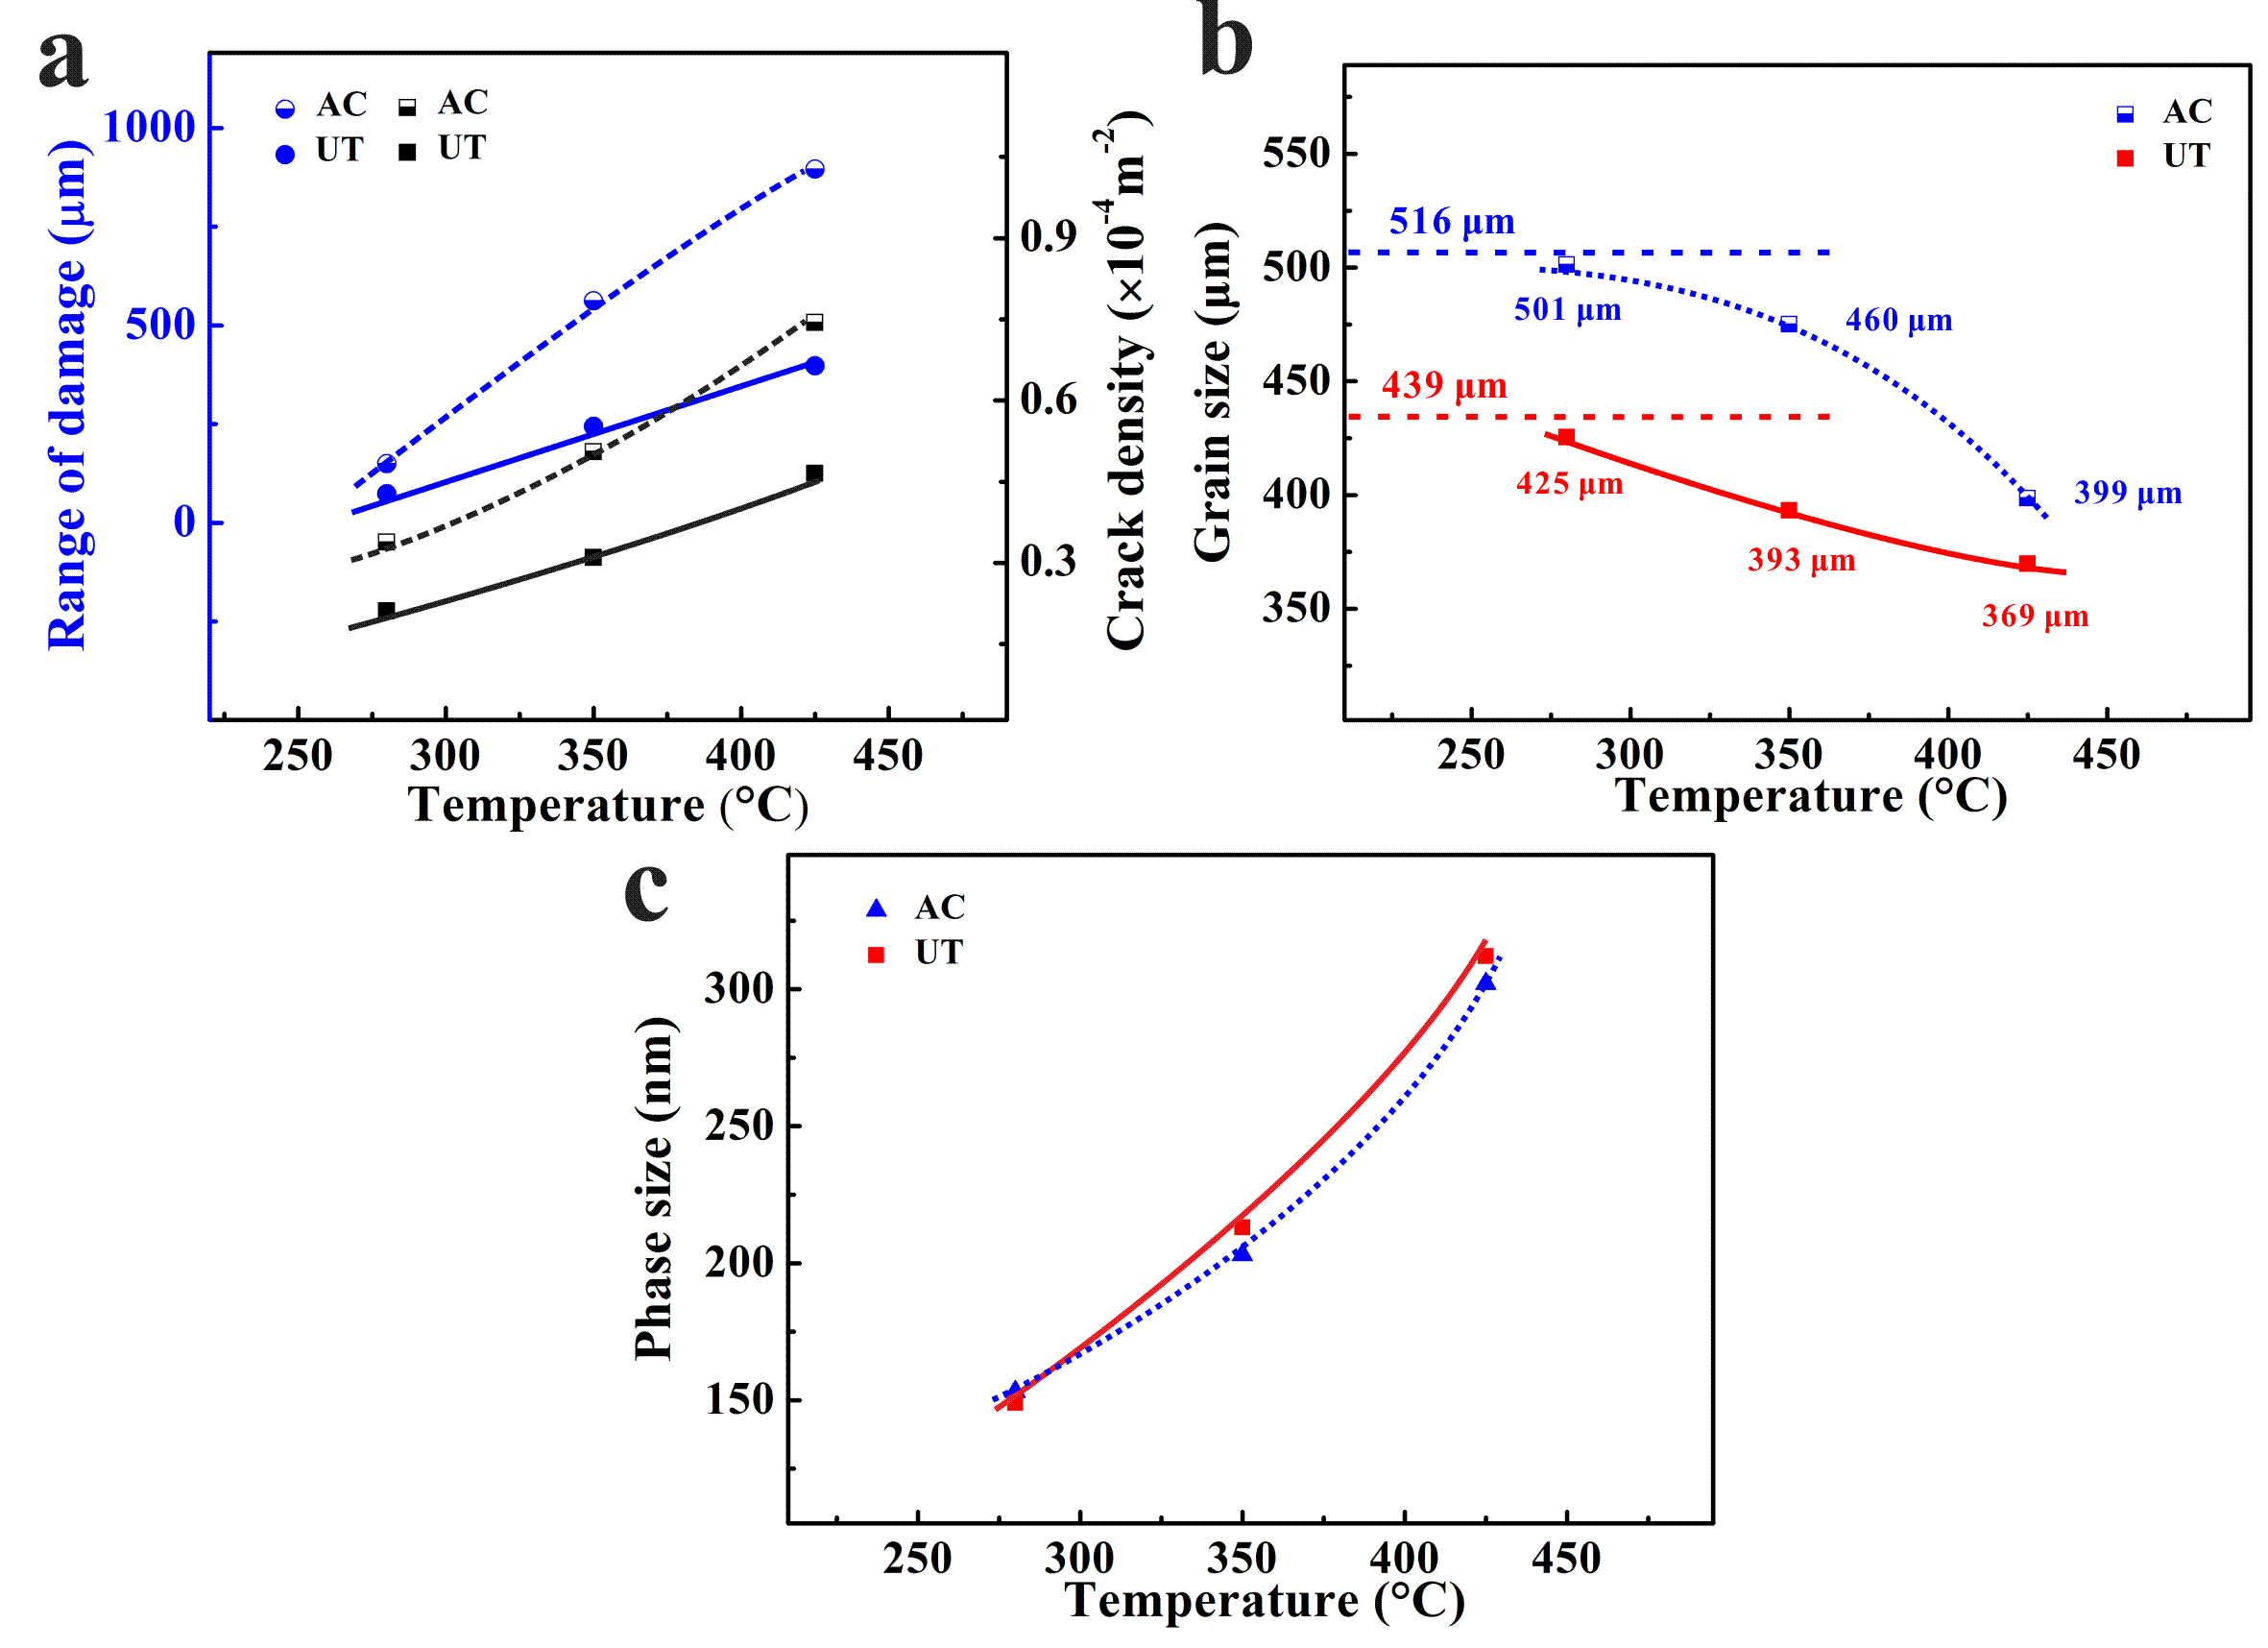 a
AC AC
UT UT
1000
500
0
Range of damage (μm)
0.9
0.6
0.3
Crack density (×10⁻⁴m⁻²)
250 300 350 400 450
Temperature (°C)
b
AC
UT
550
500
450
400
350
Grain size (μm)
516 μm
501 μm
460 μm
439 μm
425 μm
399 μm
393 μm
369 μm
250 300 350 400 450
Temperature (°C)
c
AC
UT
300
250
200
150
Phase size (nm)
250 300 350 400 450
Temperature (°C)